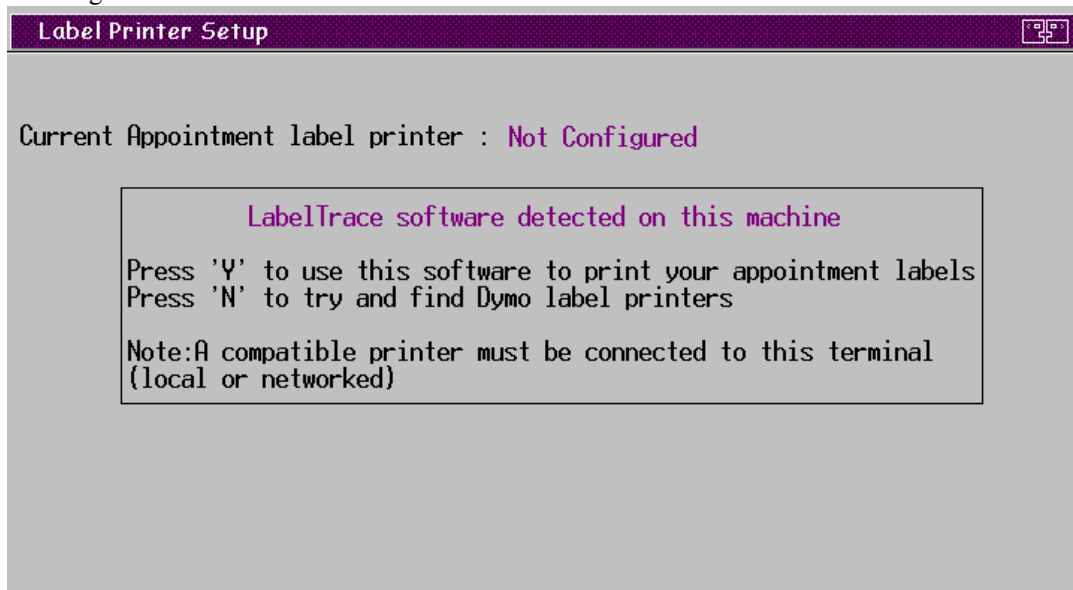 Label Printer Setup
Current Appointment label printer : Not Configured
LabelTrace software detected on this machine
Press 'Y' to use this software to print your appointment labels
Press 'N' to try and find Dymo label printers
Note:A compatible printer must be connected to this terminal
(local or networked)